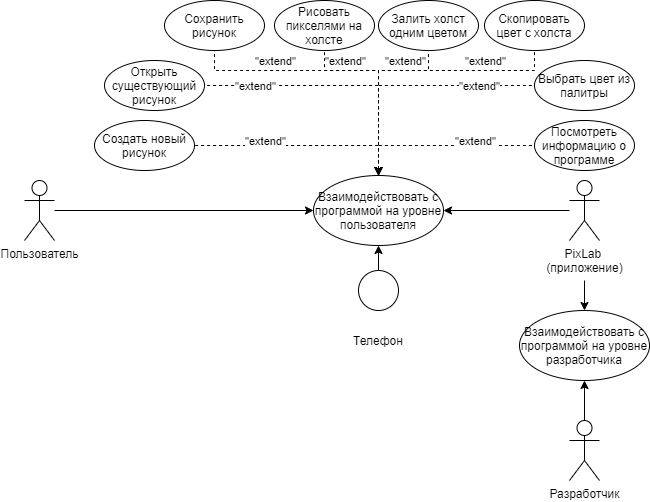 Сохранить
рисунок
Рисовать
пикселями на
холсте
Залить холст
одним цветом
Скопировать
цвет с холста
"extend"
"extend"
"extend"
"extend"
Открыть
существующий
рисунок
"extend"
"extend"
Выбрать цвет из
палитры
Создать новый
рисунок
"extend"
"extend"
Посмотреть
информацию о
программе
Взаимодействовать с
программой на уровне
пользователя
Пользователь
PixLab
(приложение)
Телефон
Взаимодействовать с
программой на уровне
разработчика
Разработчик